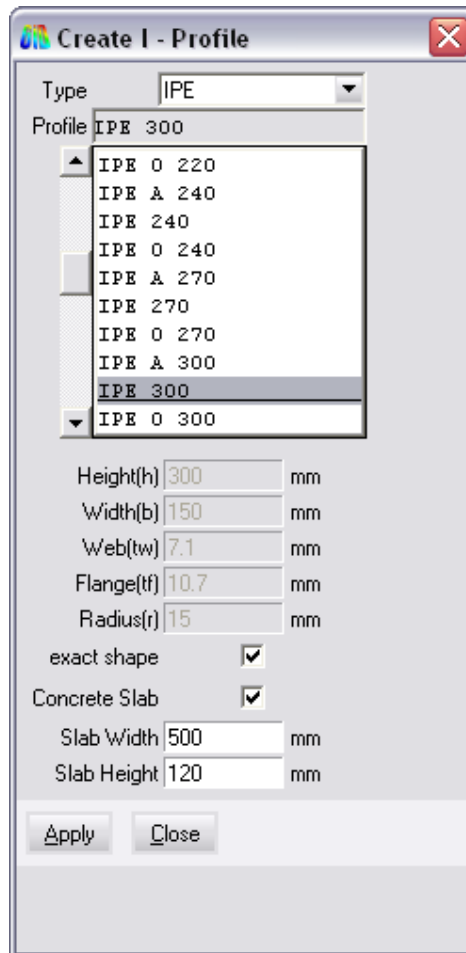 Create I - Profile
Type IPE
Profile IPE 300
IPE O 220
IPE A 240
IPE 240
IPE O 240
IPE A 270
IPE 270
IPE O 270
IPE A 300
IPE 300
IPE O 300
Height(h) 300 mm
Width(b) 150 mm
Web(tw) 7.1 mm
Flange(tf) 10.7 mm
Radius(r) 15 mm
exact shape
Concrete Slab
Slab Width 500 mm
Slab Height 120 mm
Apply Close